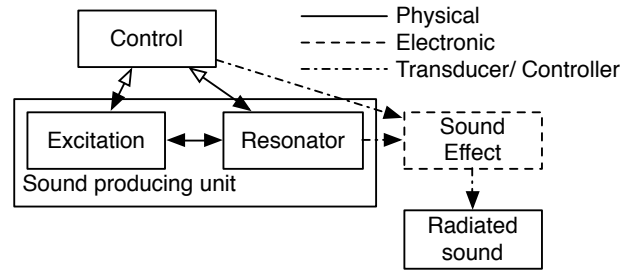 Control
Physical
Electronic
Transducer/ Controller
Excitation
Resonator
Sound producing unit
Sound
Effect
Radiated
sound